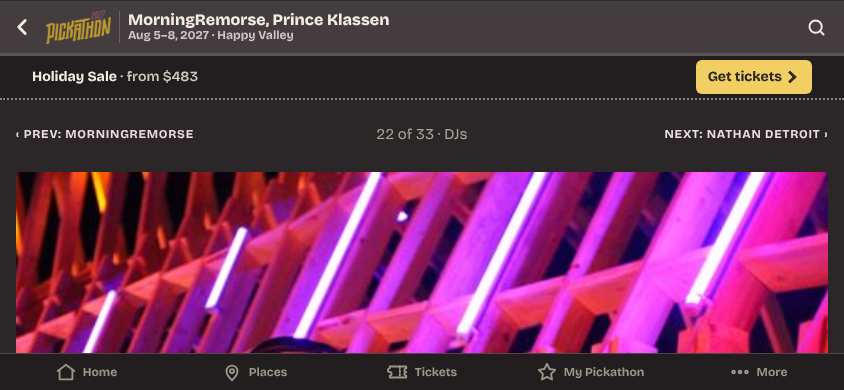 PICKATHON
MorningRemorse, Prince Klassen
Aug 5–8, 2027 · Happy Valley
Holiday Sale · from $483
Get tickets
‹ PREV: MORNINGREMORSE
22 of 33 · DJs
NEXT: NATHAN DETROIT ›
Home
Places
Tickets
My Pickathon
More